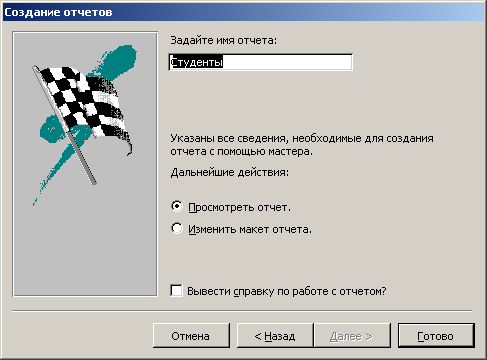 Создание отчетов
Задайте имя отчета:
Студенты
Указаны все сведения, необходимые для создания
отчета с помощью мастера.
Дальнейшие действия:
Просмотреть отчет.
Изменить макет отчета.
Вывести справку по работе с отчетом?
Отмена
< Назад
Далее >
Готово